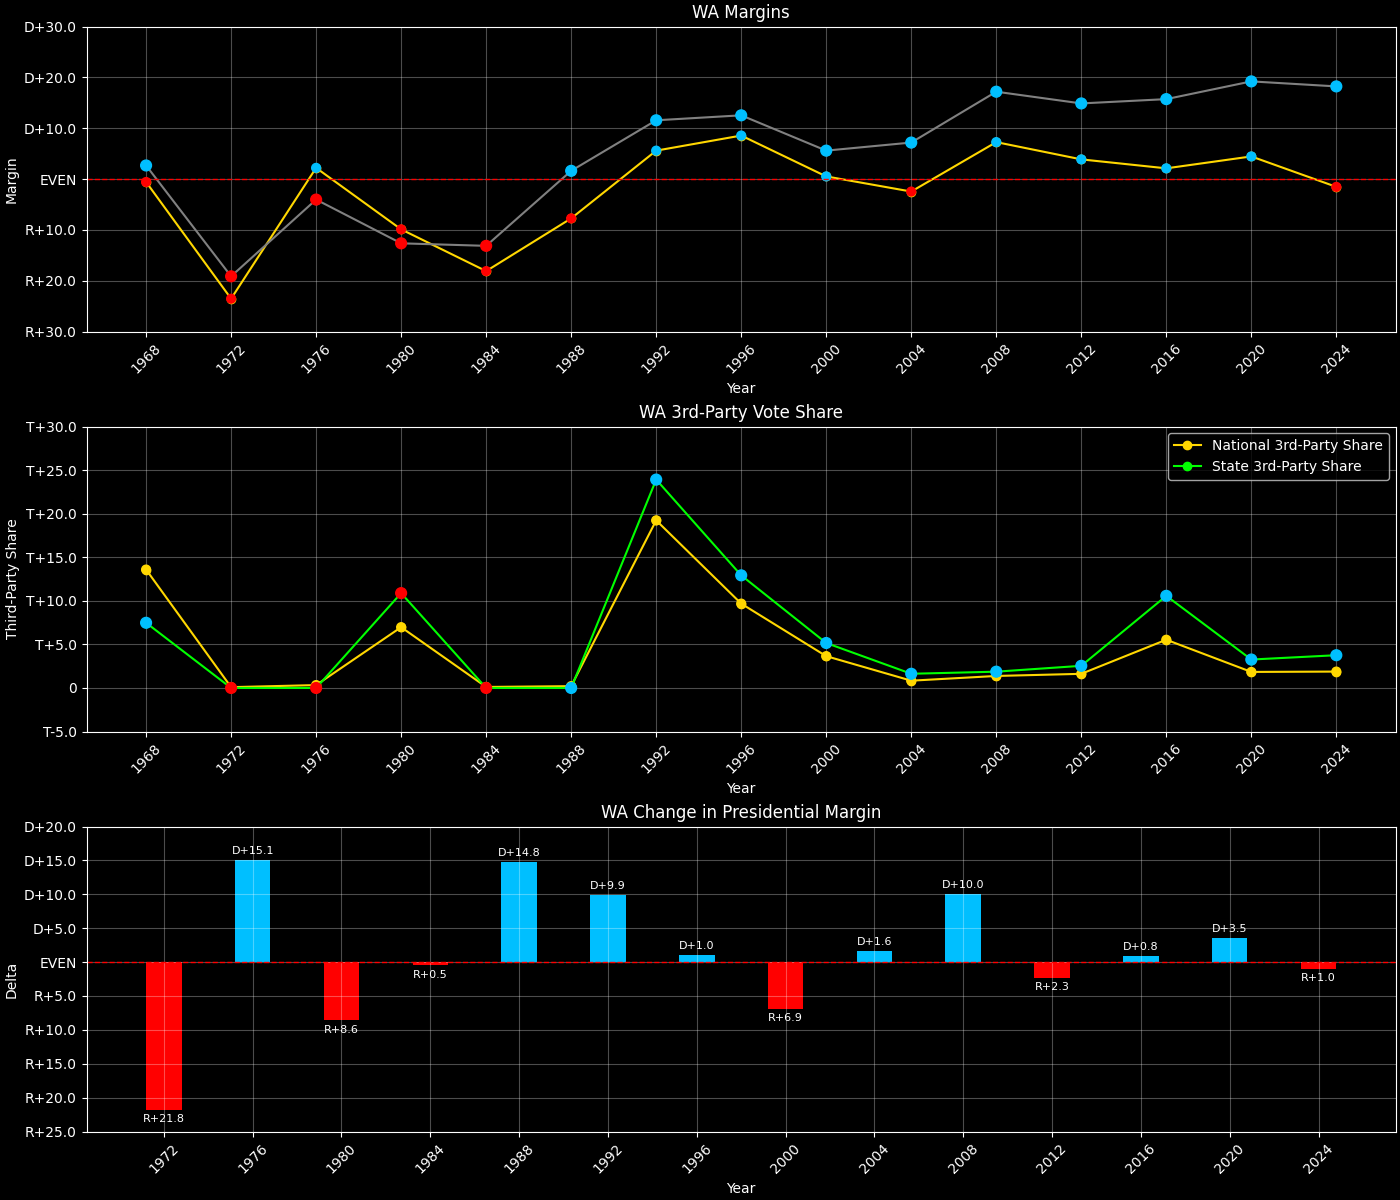 WA Margins
D+30.0
D+20.0
D+10.0
EVEN
R+10.0
R+20.0
R+30.0
Margin
1968 1972 1976 1980 1984 1988 1992 1996 2000 2004 2008 2012 2016 2020 2024
Year
WA 3rd-Party Vote Share
T+30.0
T+25.0
T+20.0
T+15.0
T+10.0
T+5.0
0
T-5.0
Third-Party Share
National 3rd-Party Share
State 3rd-Party Share
1968 1972 1976 1980 1984 1988 1992 1996 2000 2004 2008 2012 2016 2020 2024
Year
WA Change in Presidential Margin
D+20.0
D+15.0
D+10.0
D+5.0
EVEN
R+5.0
R+10.0
R+15.0
R+20.0
R+25.0
Delta
R+21.8
D+15.1
R+8.6
R+0.5
D+14.8
D+9.9
D+1.0
R+6.9
D+1.6
D+10.0
R+2.3
D+0.8
D+3.5
R+1.0
1972 1976 1980 1984 1988 1992 1996 2000 2004 2008 2012 2016 2020 2024
Year